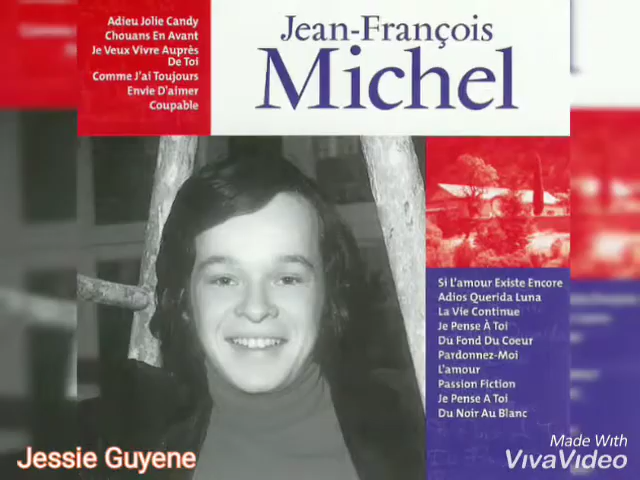 Adieu Jolie Candy
Chouans En Avant
Je Veux Vivre Auprès
De Toi
Comme J'ai Toujours
Envie D'aimer
Coupable
Jean-François
Michel
Si L'amour Existe Encore
Adios Querida Luna
La Vie Continue
Je Pense À Toi
Du Fond Du Coeur
Pardonnez-Moi
L'amour
Passion Fiction
Je Pense A Toi
Du Noir Au Blanc
Jessie Guyene
Made With
VivaVideo